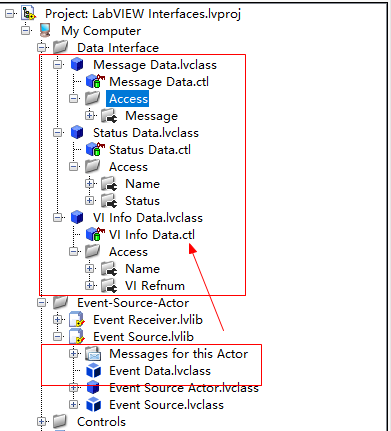 Project: LabVIEW Interfaces.lvproj
My Computer
Data Interface
Message Data.lvclass
Message Data.ctl
Access
Message
Status Data.lvclass
Status Data.ctl
Access
Name
Status
VI Info Data.lvclass
VI Info Data.ctl
Access
Name
VI Refnum
Event-Source-Actor
Event Receiver.lvlib
Event Source.lvlib
Messages for this Actor
Event Data.lvclass
Event Source Actor.lvclass
Event Source.lvclass
Controls